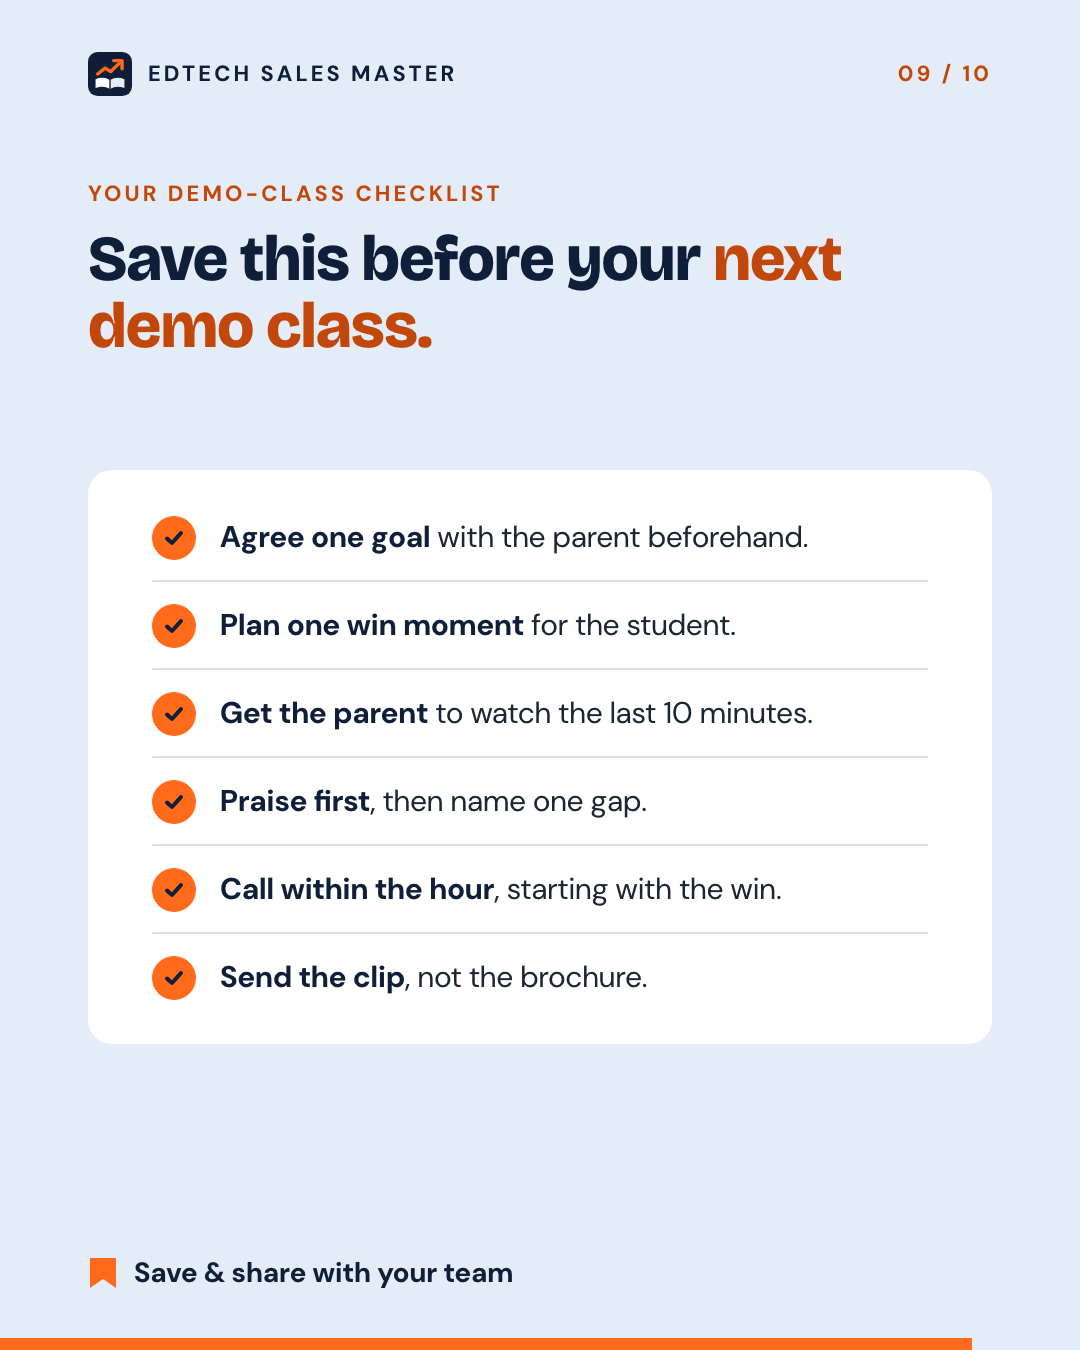 EDTECH SALES MASTER
09 / 10
YOUR DEMO-CLASS CHECKLIST
Save this before your next
demo class.
Agree one goal with the parent beforehand.
Plan one win moment for the student.
Get the parent to watch the last 10 minutes.
Praise first, then name one gap.
Call within the hour, starting with the win.
Send the clip, not the brochure.
Save & share with your team